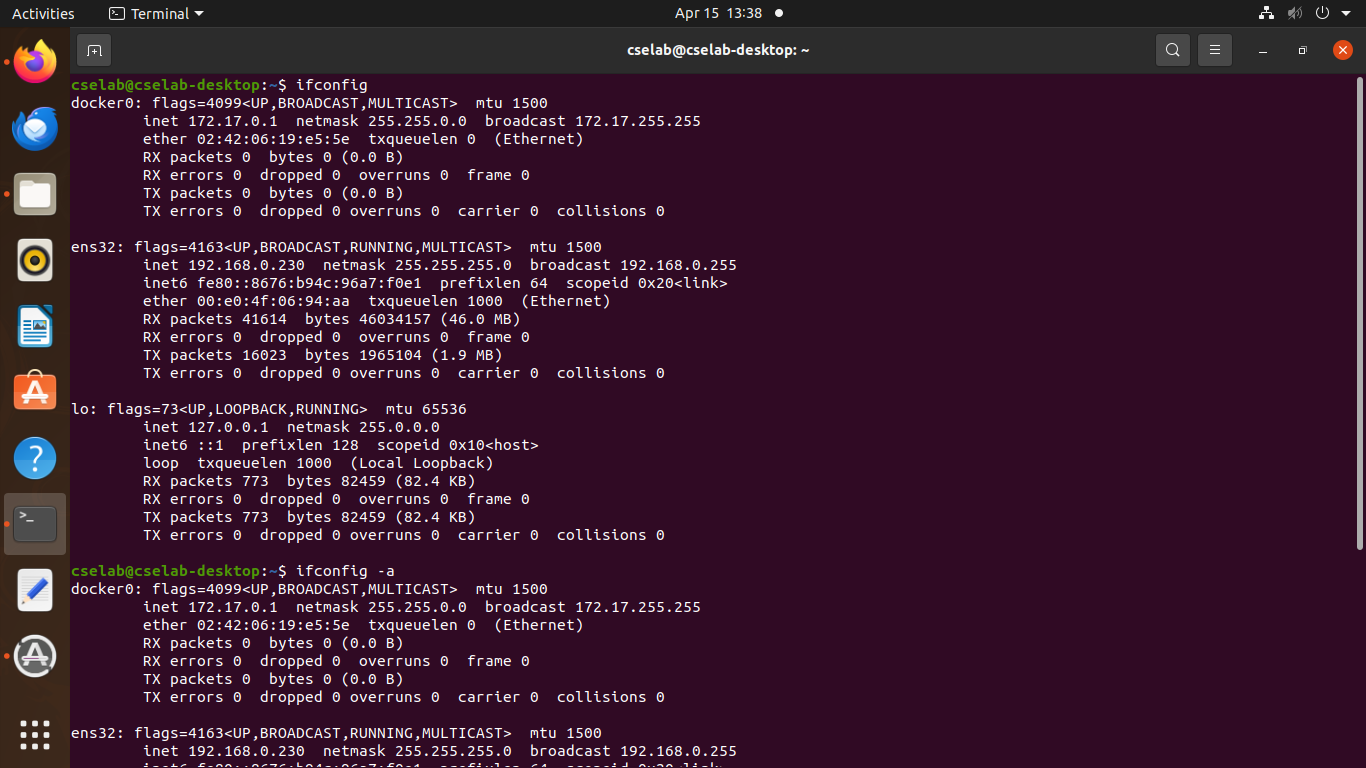 Activities
Terminal
Apr 15 13:38
cselab@cselab-desktop: ~
cselab@cselab-desktop:~$ ifconfig
docker0: flags=4099<UP,BROADCAST,MULTICAST>  mtu 1500
        inet 172.17.0.1  netmask 255.255.0.0  broadcast 172.17.255.255
        ether 02:42:06:19:e5:5e  txqueuelen 0  (Ethernet)
        RX packets 0  bytes 0 (0.0 B)
        RX errors 0  dropped 0  overruns 0  frame 0
        TX packets 0  bytes 0 (0.0 B)
        TX errors 0  dropped 0 overruns 0  carrier 0  collisions 0
ens32: flags=4163<UP,BROADCAST,RUNNING,MULTICAST>  mtu 1500
        inet 192.168.0.230  netmask 255.255.255.0  broadcast 192.168.0.255
        inet6 fe80::8676:b94c:96a7:f0e1  prefixlen 64  scopeid 0x20<link>
        ether 00:e0:4f:06:94:aa  txqueuelen 1000  (Ethernet)
        RX packets 41614  bytes 46034157 (46.0 MB)
        RX errors 0  dropped 0  overruns 0  frame 0
        TX packets 16023  bytes 1965104 (1.9 MB)
        TX errors 0  dropped 0 overruns 0  carrier 0  collisions 0
lo: flags=73<UP,LOOPBACK,RUNNING>  mtu 65536
        inet 127.0.0.1  netmask 255.0.0.0
        inet6 ::1  prefixlen 128  scopeid 0x10<host>
        loop  txqueuelen 1000  (Local Loopback)
        RX packets 773  bytes 82459 (82.4 KB)
        RX errors 0  dropped 0  overruns 0  frame 0
        TX packets 773  bytes 82459 (82.4 KB)
        TX errors 0  dropped 0 overruns 0  carrier 0  collisions 0
cselab@cselab-desktop:~$ ifconfig -a
docker0: flags=4099<UP,BROADCAST,MULTICAST>  mtu 1500
        inet 172.17.0.1  netmask 255.255.0.0  broadcast 172.17.255.255
        ether 02:42:06:19:e5:5e  txqueuelen 0  (Ethernet)
        RX packets 0  bytes 0 (0.0 B)
        RX errors 0  dropped 0  overruns 0  frame 0
        TX packets 0  bytes 0 (0.0 B)
        TX errors 0  dropped 0 overruns 0  carrier 0  collisions 0
ens32: flags=4163<UP,BROADCAST,RUNNING,MULTICAST>  mtu 1500
        inet 192.168.0.230  netmask 255.255.255.0  broadcast 192.168.0.255